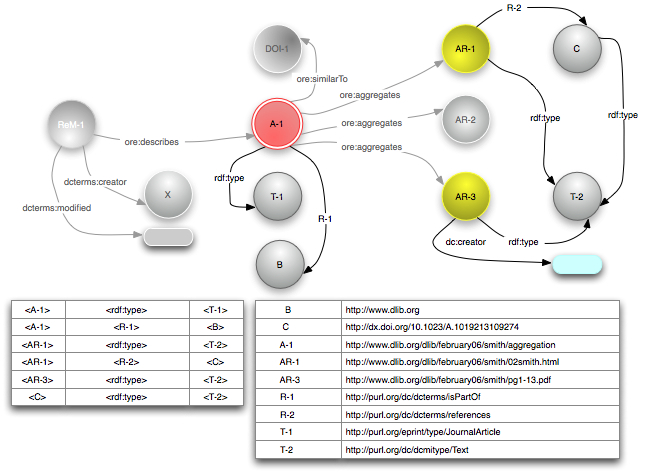 R-2
DOI-1
AR-1
C
ore:similarTo
ore:aggregates
rdf:type
rdf:type
ReM-1
A-1
ore:aggregates
AR-2
ore:describes
ore:aggregates
rdf:type
dcterms:creator
X
T-1
AR-3
T-2
dcterms:modified
R-1
dc:creator
rdf:type
B
<A-1> <rdf:type> <T-1>
<A-1> <R-1> <B>
<AR-1> <rdf:type> <T-2>
<AR-1> <R-2> <C>
<AR-3> <rdf:type> <T-2>
<C> <rdf:type> <T-2>
B http://www.dlib.org
C http://dx.doi.org/10.1023/A.1019213109274
A-1 http://www.dlib.org/dlib/february06/smith/aggregation
AR-1 http://www.dlib.org/dlib/february06/smith/02smith.html
AR-3 http://www.dlib.org/dlib/february06/smith/pg1-13.pdf
R-1 http://purl.org/dc/dcterms/isPartOf
R-2 http://purl.org/dc/dcterms/references
T-1 http://purl.org/eprint/type/JournalArticle
T-2 http://purl.org/dc/dcmitype/Text